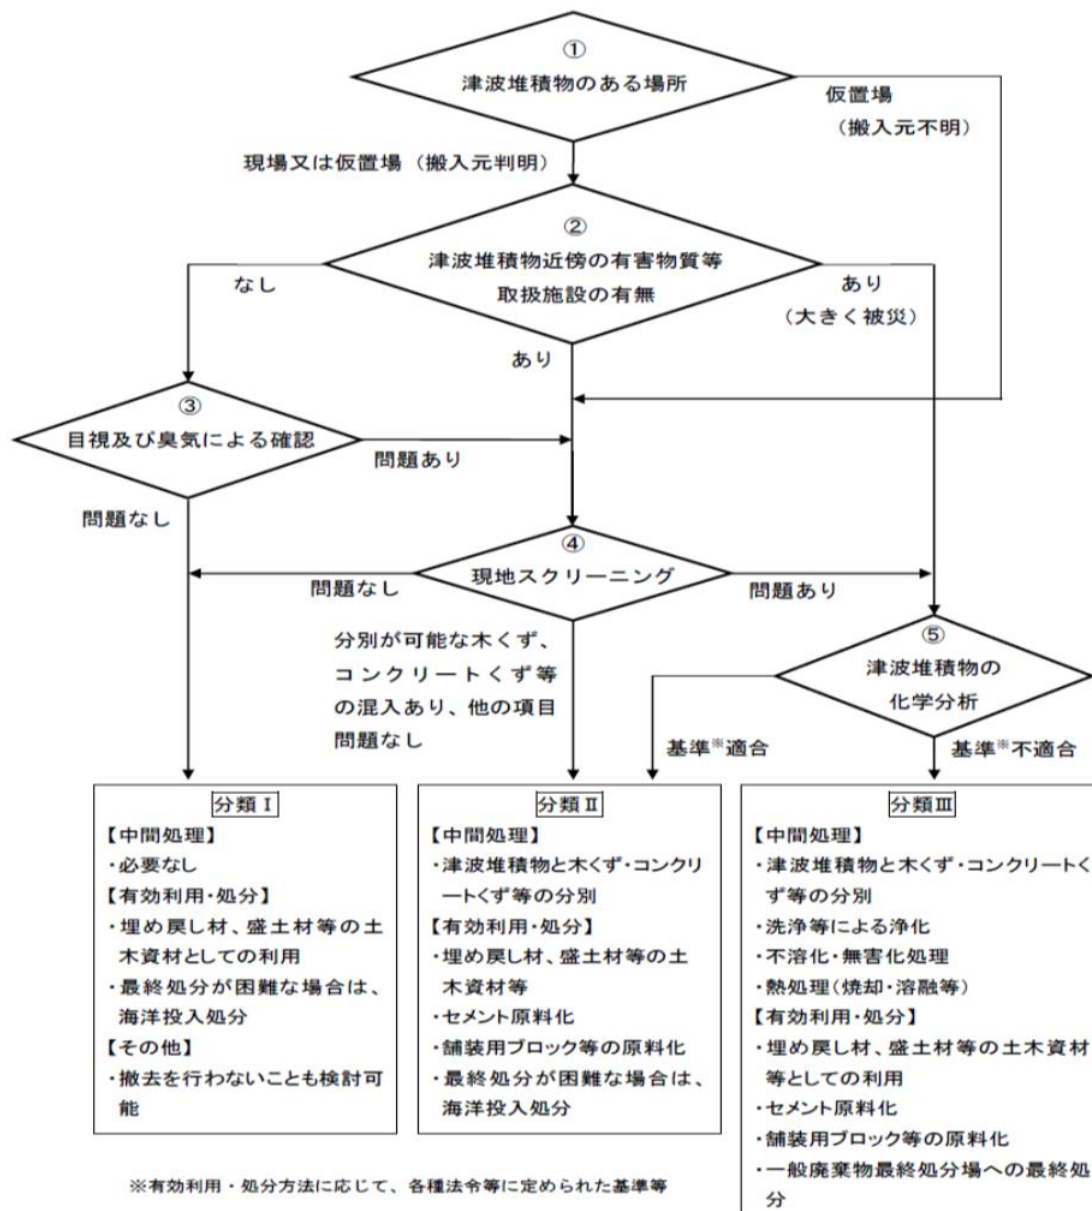 ①
津波堆積物のある場所
仮置場
（搬入元不明）
現場又は仮置場（搬入元判明）
②
津波堆積物近傍の有害物質等
取扱施設の有無
なし
あり
（大きく被災）
あり
③
目視及び臭気による確認
問題あり
問題なし
④
現地スクリーニング
問題なし
問題あり
分別が可能な木くず、
コンクリートくず等
の混入あり、他の項目
問題なし
⑤
津波堆積物の
化学分析
基準※適合
基準※不適合
分類Ⅰ
【中間処理】
・必要なし
【有効利用・処分】
・埋め戻し材、盛土材等の土
木資材としての利用
・最終処分が困難な場合は、
海洋投入処分
【その他】
・撤去を行わないことも検討可
能
分類Ⅱ
【中間処理】
・津波堆積物と木くず・コンクリ
ートくず等の分別
【有効利用・処分】
・埋め戻し材、盛土材等の土
木資材等
・セメント原料化
・舗装用ブロック等の原料化
・最終処分が困難な場合は、
海洋投入処分
分類Ⅲ
【中間処理】
・津波堆積物と木くず・コンクリートく
ず等の分別
・洗浄等による浄化
・不溶化・無害化処理
・熱処理（焼却・溶融等）
【有効利用・処分】
・埋め戻し材、盛土材等の土木資材
等としての利用
・セメント原料化
・舗装用ブロック等の原料化
・一般廃棄物最終処分場への最終処
分
※有効利用・処分方法に応じて、各種法令等に定められた基準等